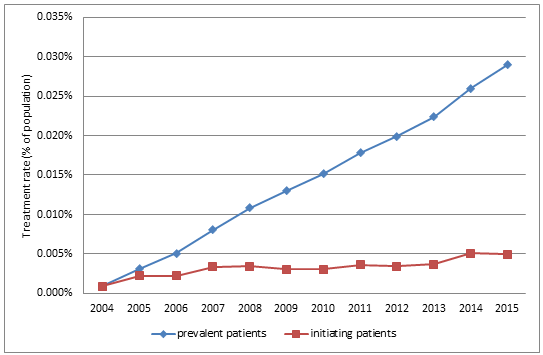 0.035%
0.030%
0.025%
0.020%
0.015%
0.010%
0.005%
0.000%
Treatment rate (% of population)
2004 2005 2006 2007 2008 2009 2010 2011 2012 2013 2014 2015
prevalent patients initiating patients